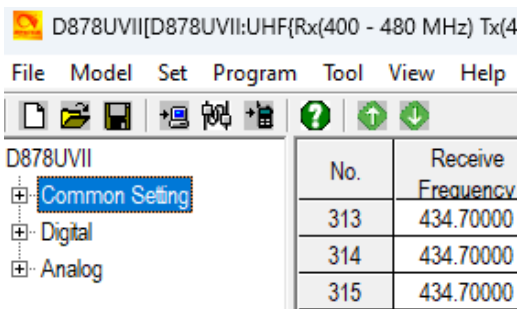 D878UVII[D878UVII:UHF{Rx(400 - 480 MHz) Tx(4
File Model Set Program Tool View Help
D878UVII
Common Setting
Digital
Analog
No. Receive Frequency
313 434.70000
314 434.70000
315 434.70000